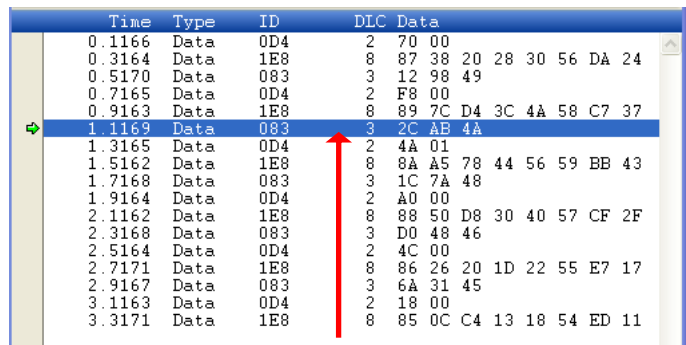 Time Type ID DLC Data
0.1166 Data 0D4 2 70 00
0.3164 Data 1E8 8 87 38 20 28 30 56 DA 24
0.5170 Data 083 3 12 98 49
0.7165 Data 0D4 2 F8 00
0.9163 Data 1E8 8 89 7C D4 3C 4A 58 C7 37
1.1169 Data 083 3 2C AB 4A
1.3165 Data 0D4 2 4A 01
1.5162 Data 1E8 8 8A A5 78 44 56 59 BB 43
1.7168 Data 083 3 1C 7A 48
1.9164 Data 0D4 2 A0 00
2.1162 Data 1E8 8 88 50 D8 30 40 57 CF 2F
2.3168 Data 083 3 D0 48 46
2.5164 Data 0D4 2 4C 00
2.7171 Data 1E8 8 86 26 20 1D 22 55 E7 17
2.9167 Data 083 3 6A 31 45
3.1163 Data 0D4 2 18 00
3.3171 Data 1E8 8 85 0C C4 13 18 54 ED 11